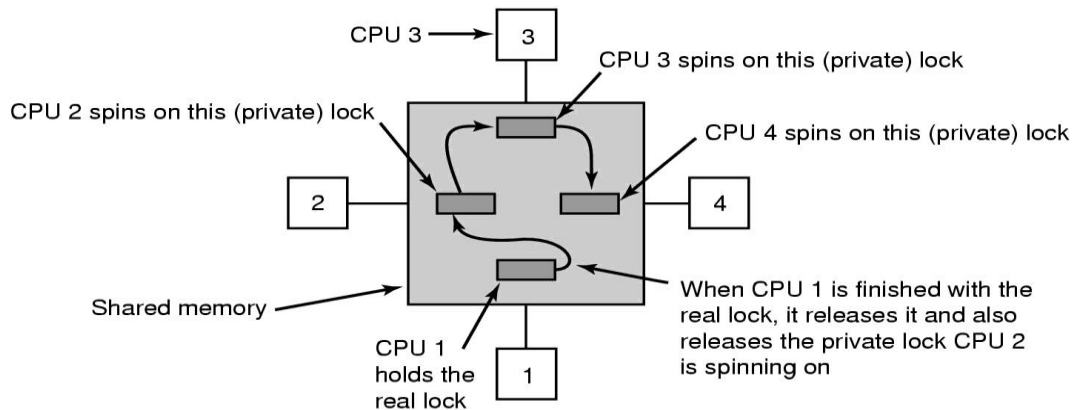 CPU 3
3
CPU 3 spins on this (private) lock
CPU 2 spins on this (private) lock
CPU 4 spins on this (private) lock
2
4
Shared memory
When CPU 1 is finished with the
real lock, it releases it and also
releases the private lock CPU 2
is spinning on
CPU 1
holds the
real lock
1